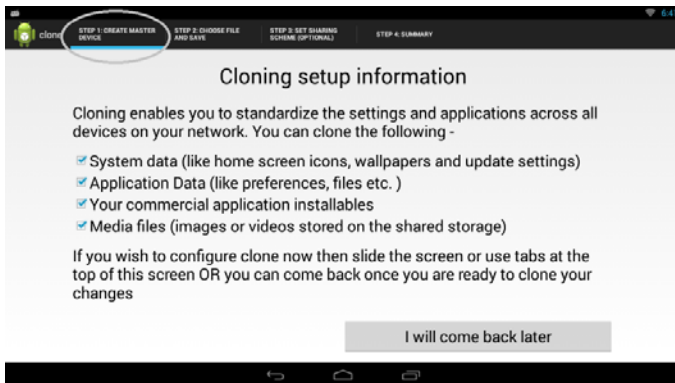 6:4
clone
STEP 1: CREATE MASTER DEVICE
STEP 2: CHOOSE FILE AND SAVE
STEP 3: SET SHARING SCHEME (OPTIONAL)
STEP 4: SUMMARY
Cloning setup information
Cloning enables you to standardize the settings and applications across all
devices on your network. You can clone the following -
System data (like home screen icons, wallpapers and update settings)
Application Data (like preferences, files etc. )
Your commercial application installables
Media files (images or videos stored on the shared storage)
If you wish to configure clone now then slide the screen or use tabs at the
top of this screen OR you can come back once you are ready to clone your
changes
I will come back later